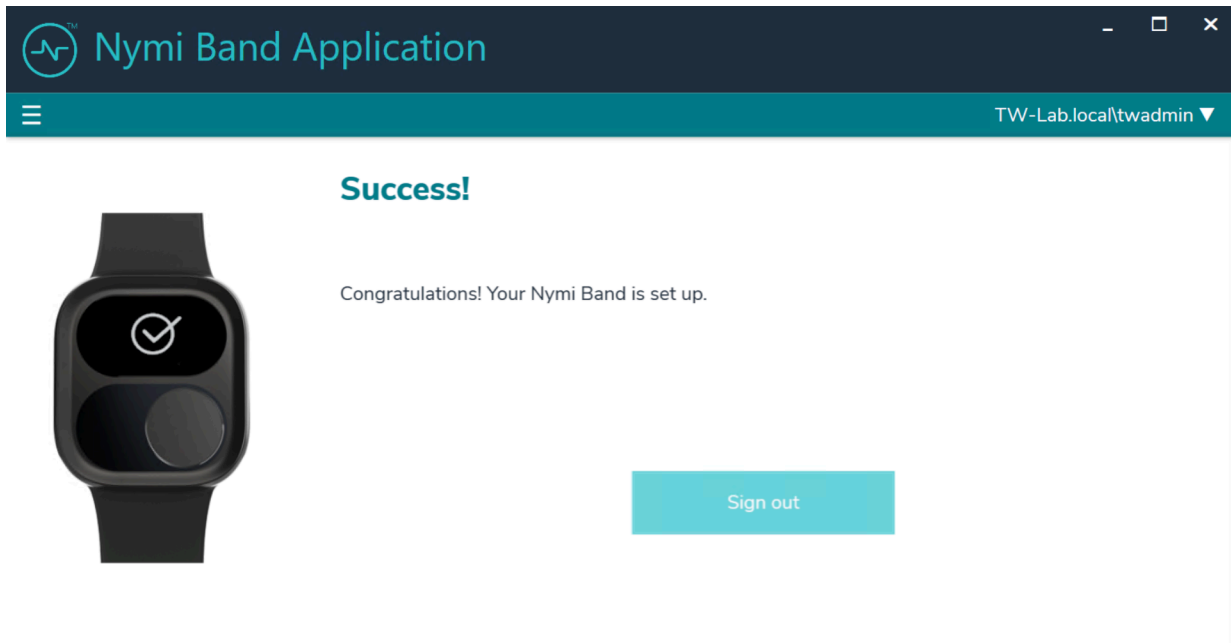 Nymi Band Application
TW-Lab.local\twadmin ▼
Success!
Congratulations! Your Nymi Band is set up.
Sign out